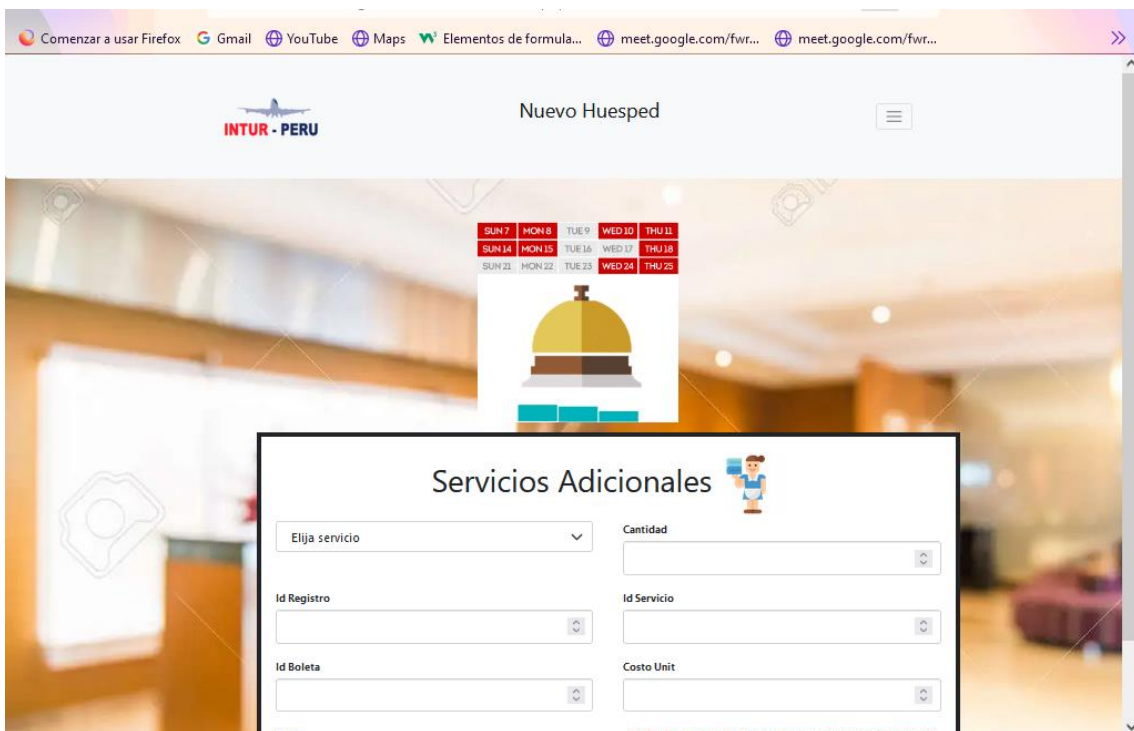 Comenzar a usar Firefox Gmail YouTube Maps Elementos de formula... meet.google.com/fwr... meet.google.com/fwr...
INTUR - PERU
Nuevo Huesped
SUN 7 MON 8 TUE 9 WED 10 THU 11
SUN 14 MON 15 TUE 16 WED 17 THU 18
SUN 21 MON 22 TUE 23 WED 24 THU 25
Servicios Adicionales
Elija servicio
Cantidad
Id Registro
Id Servicio
Id Boleta
Costo Unit